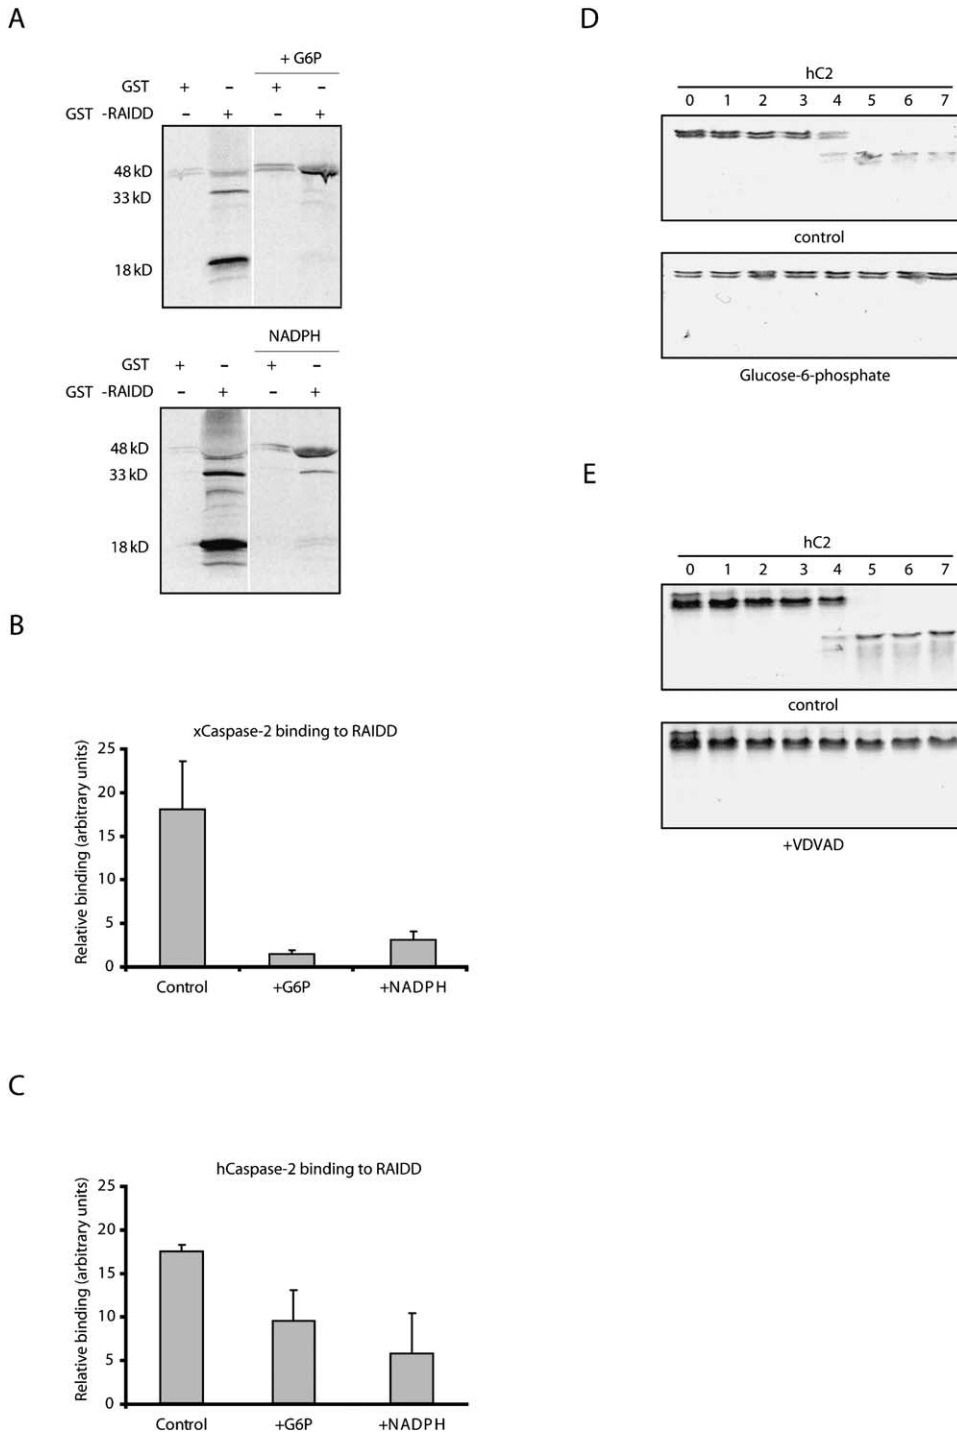 A
+ G6P
GST + – + –
GST -RAIDD – + – +
48 kD
33 kD
18 kD
NADPH
GST + – + –
GST -RAIDD – + – +
48 kD
33 kD
18 kD
B
xCaspase-2 binding to RAIDD
Relative binding (arbitrary units)
25
20
15
10
5
0
Control +G6P +NADPH
C
hCaspase-2 binding to RAIDD
Relative binding (arbitrary units)
25
20
15
10
5
0
Control +G6P +NADPH
D
hC2
0 1 2 3 4 5 6 7
control
Glucose-6-phosphate
E
hC2
0 1 2 3 4 5 6 7
control
+VDVAD